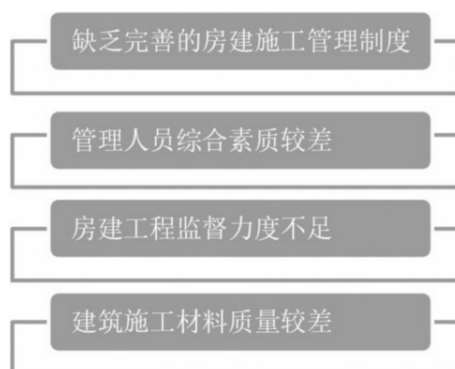 缺乏完善的房建施工管理制度
管理人员综合素质较差
房建工程监督力度不足
建筑施工材料质量较差